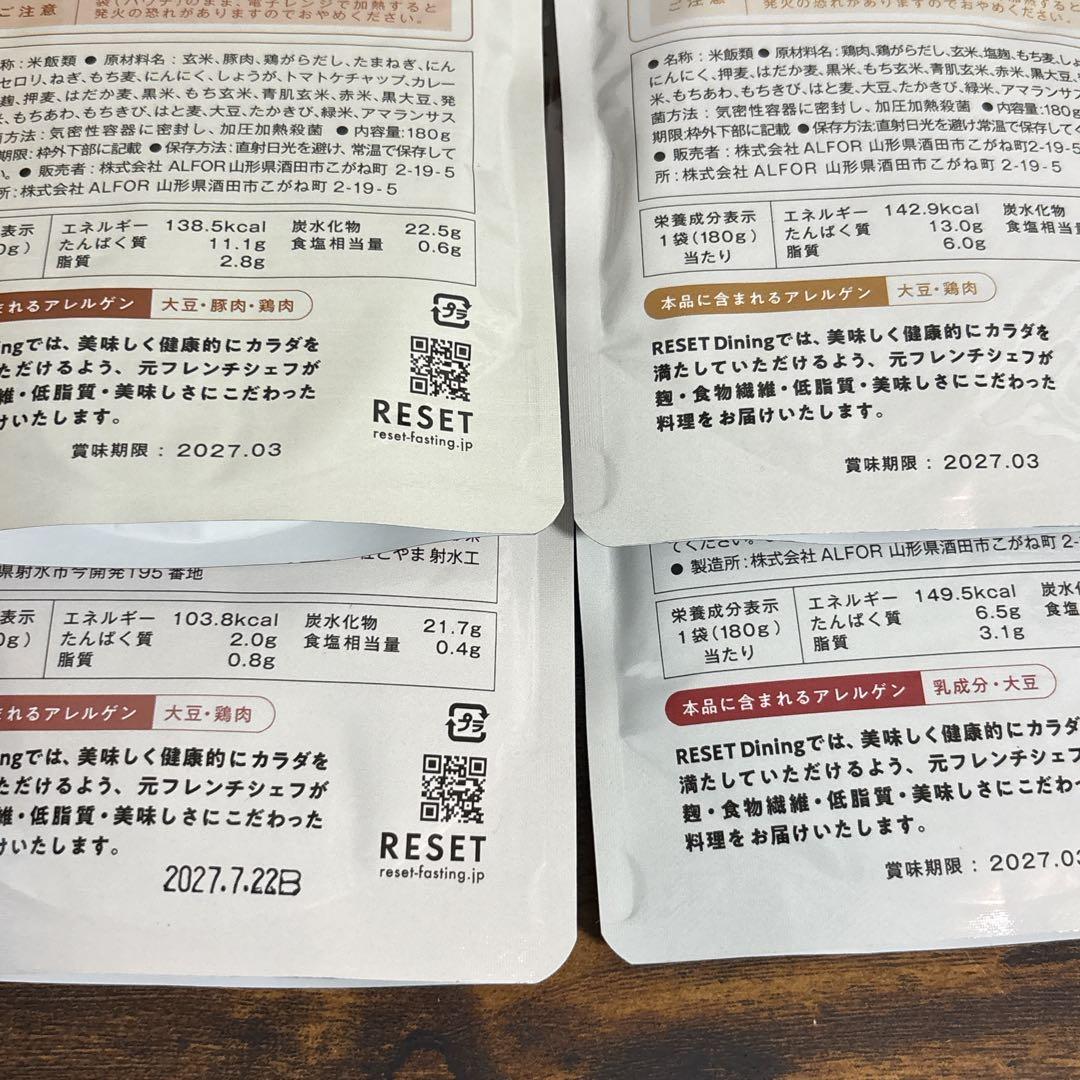 ご注意
袋(パウチ)のまま、電子レンジで加熱すると
発火の恐れがありますのでおやめください。
称:米飯類 ● 原材料名: 玄米、豚肉、鶏がらだし、たまねぎ、にん
セロリ、ねぎ、もち麦、にんにく、しょうが、トマトケチャップ、カレー
麹、押麦、はだか麦、黒米、もち玄米、青肌玄米、赤米、黒大豆、発
米、もちあわ、もちきび、はと麦、大豆、たかきび、緑米、アマランサス
菌方法: 気密性容器に密封し、加圧加熱殺菌 ●内容量:180g
期限:枠外下部に記載 ●保存方法:直射日光を避け、常温で保存して
い。● 販売者:株式会社 ALFOR 山形県酒田市こがね町 2-19-5
所:株式会社 ALFOR 山形県酒田市こがね町 2-19-5
表示
0g)
エネルギー 138.5kcal 炭水化物 22.5g
たんぱく質 11.1g 食塩相当量 0.6g
脂質 2.8g
まれるアレルゲン 大豆・豚肉・鶏肉
プラ
ingでは、美味しく健康的にカラダを
ただけるよう、元フレンチシェフが
維・低脂質・美味しさにこだわった
けいたします。
RESET
reset-fasting.jp
賞味期限 : 2027.03
ご注意
発火の恐れがありますのでおやめください。
● 名称:米飯類 ● 原材料名:鶏肉、鶏がらだし、玄米、塩麹、もち麦、しょ
にんにく、押麦、はだか麦、黒米、もち玄米、青肌玄米、赤米、黒大豆、
米、もちあわ、もちきび、はと麦、大豆、たかきび、緑米、アマランサ
菌方法:気密性容器に密封し、加圧加熱殺菌 ●内容量:180g
期限:枠外下部に記載 ●保存方法:直射日光を避け、常温で保存してく
● 販売者:株式会社 ALFOR 山形県酒田市こがね町2-19-5
所:株式会社 ALFOR 山形県酒田市こがね町 2-19-5
栄養成分表示
1袋(180g)
当たり
エネルギー 142.9kcal 炭水化物
たんぱく質 13.0g 食塩相当量
脂質 6.0g
本品に含まれるアレルゲン 大豆・鶏肉
RESET Diningでは、美味しく健康的にカラダを
満たしていただけるよう、元フレンチシェフが
麹・食物繊維・低脂質・美味しさにこだわった
料理をお届けいたします。
賞味期限 : 2027.03
とやま 射水工
県射水市今開発195番地
表示
0g)
エネルギー 103.8kcal 炭水化物 21.7g
たんぱく質 2.0g 食塩相当量 0.4g
脂質 0.8g
まれるアレルゲン 大豆・鶏肉
プラ
ingでは、美味しく健康的にカラダを
ただけるよう、元フレンチシェフが
維・低脂質・美味しさにこだわった
けいたします。
RESET
reset-fasting.jp
2027.7.22日
てください。
● 製造所:株式会社 ALFOR 山形県酒田市こがね町 2-
栄養成分表示
1袋(180g)
当たり
エネルギー 149.5kcal 炭水化
たんぱく質 6.5g 食塩
脂質 3.1g
本品に含まれるアレルゲン 乳成分・大豆
RESET Diningでは、美味しく健康的にカラダ
満たしていただけるよう、元フレンチシェフ
麹・食物繊維・低脂質・美味しさにこだわっ
料理をお届けいたします。
賞味期限 : 2027.03